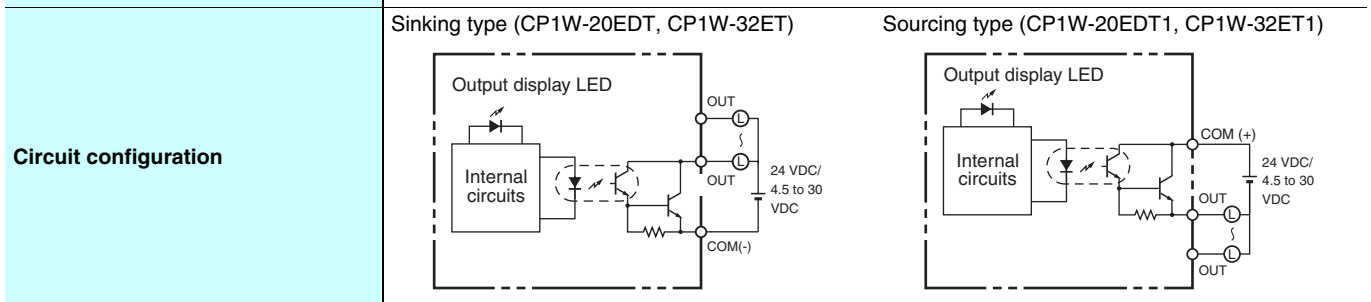 Circuit configuration
Sinking type (CP1W-20EDT, CP1W-32ET)
Output display LED
Internal
circuits
OUT
L
L
OUT
24 VDC/
4.5 to 30
VDC
COM(-)
Sourcing type (CP1W-20EDT1, CP1W-32ET1)
Output display LED
Internal
circuits
COM (+)
24 VDC/
4.5 to 30
VDC
OUT
L
L
OUT